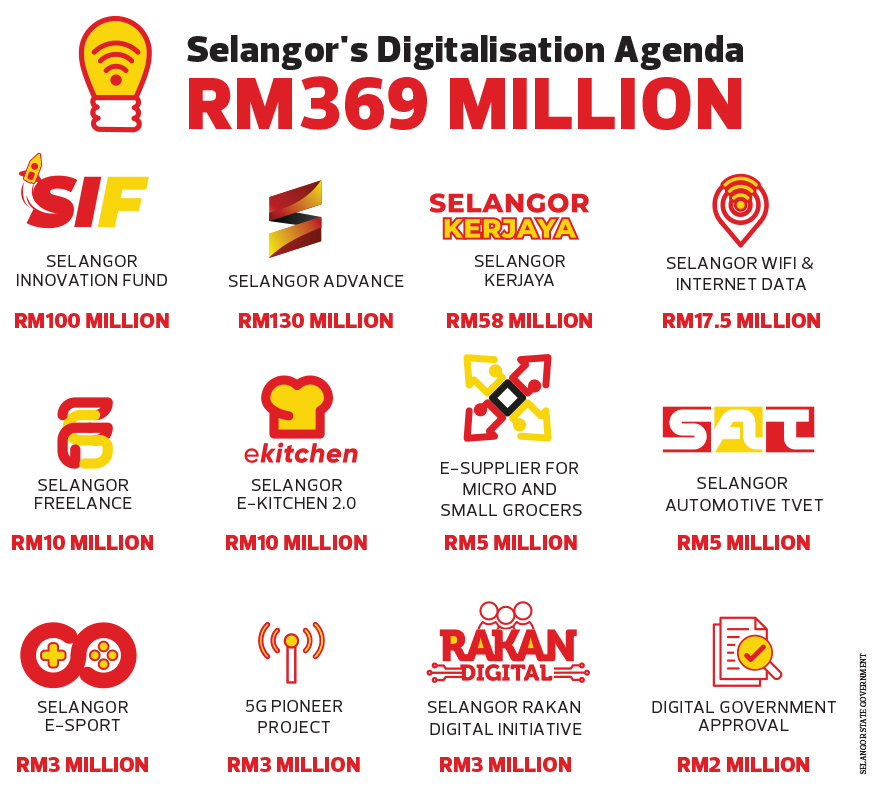 Selangor's Digitalisation Agenda
RM369 MILLION
SIF
SELANGOR
INNOVATION FUND
RM100 MILLION
SELANGOR ADVANCE
RM130 MILLION
SELANGOR
KERJAYA
SELANGOR
KERJAYA
RM58 MILLION
SELANGOR WIFI &
INTERNET DATA
RM17.5 MILLION
SELANGOR
FREELANCE
RM10 MILLION
ekitchen
SELANGOR
E-KITCHEN 2.0
RM10 MILLION
E-SUPPLIER FOR
MICRO AND
SMALL GROCERS
RM5 MILLION
SAT
SELANGOR
AUTOMOTIVE TVET
RM5 MILLION
SELANGOR
E-SPORT
RM3 MILLION
5G PIONEER
PROJECT
RM3 MILLION
RAKAN
DIGITAL
SELANGOR RAKAN
DIGITAL INITIATIVE
RM3 MILLION
DIGITAL GOVERNMENT
APPROVAL
RM2 MILLION
SELANGOR STATE GOVERNMENT